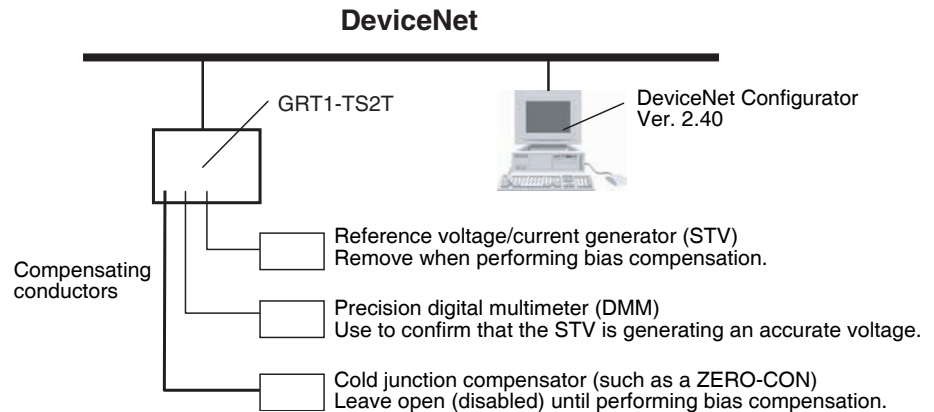 DeviceNet
GRT1-TS2T
DeviceNet Configurator
Ver. 2.40
Reference voltage/current generator (STV)
Remove when performing bias compensation.
Compensating
conductors
Precision digital multimeter (DMM)
Use to confirm that the STV is generating an accurate voltage.
Cold junction compensator (such as a ZERO-CON)
Leave open (disabled) until performing bias compensation.